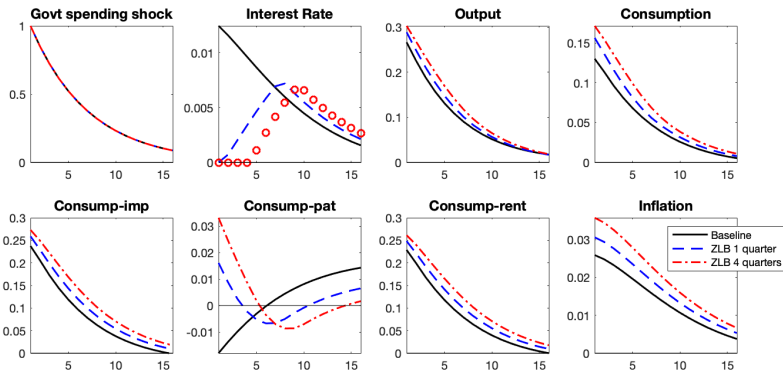 Govt spending shock
1
0.5
0
5 10 15
Interest Rate
0.01
0.005
0
5 10 15
Output
0.3
0.2
0.1
0
5 10 15
Consumption
0.15
0.1
0.05
0
5 10 15
Consump-imp
0.3
0.25
0.2
0.15
0.1
0.05
0
5 10 15
Consump-pat
0.03
0.02
0.01
0
-0.01
5 10 15
Consump-rent
0.3
0.25
0.2
0.15
0.1
0.05
0
5 10 15
Inflation
0.03
0.02
0.01
0
5 10 15
Baseline
ZLB 1 quarter
ZLB 4 quarters